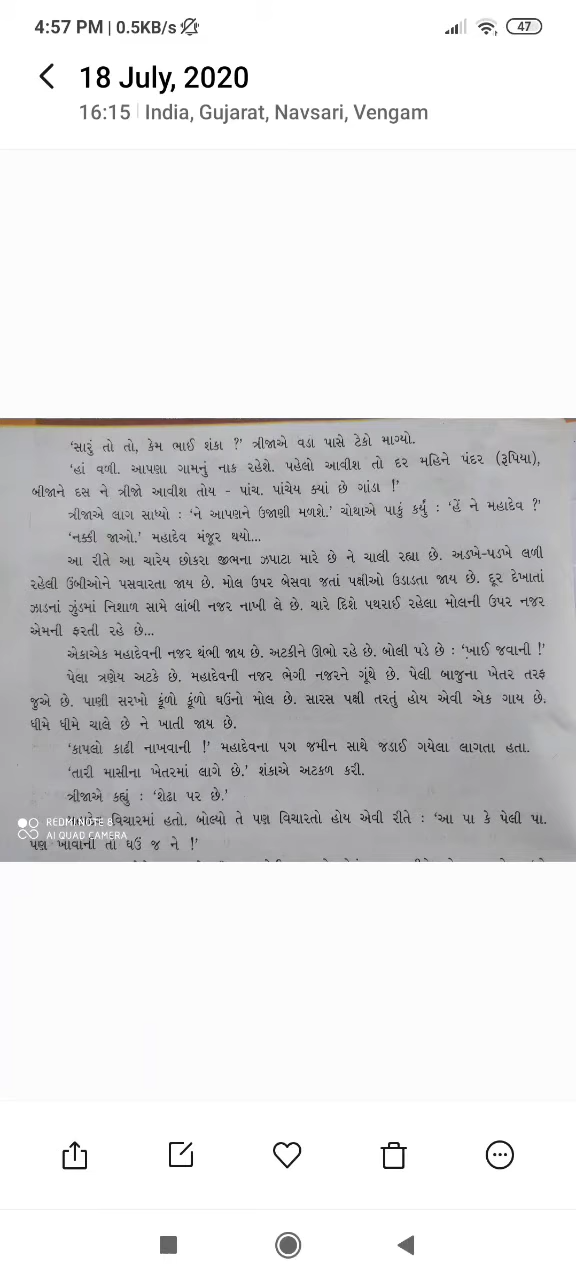 4:57 PM | 0.5KB/s
47
18 July, 2020
16:15 | India, Gujarat, Navsari, Vengam
‘સારું તો તો, કેમ ભાઈ શંકા ?’ ત્રીજાએ વડા પાસે ટેકો માગ્યો.
‘હાં વળી. આપણા ગામનું નાક રહેશે. પહેલો આવીશ તો દર મહિને પંદર (રૂપિયા),
બીજાને દસ ને ત્રીજો આવીશ તોય – પાંચ. પાંચેય ક્યાં છે ગાંડા !’
ત્રીજાએ લાગ સાધ્યો : ‘ને આપણને ઉજાણી મળશે.’ ચોથાએ પાકું કર્યું : ‘હેં ને મહાદેવ ?’
‘નક્કી જાઓ.’ મહાદેવ મંજૂર થયો...
આ રીતે આ ચારેય છોકરા જીભના ઝપાટા મારે છે ને ચાલી રહ્યા છે. અડખે-પડખે લળી
રહેલી ઉંબીઓને પસવારતા જાય છે. મોલ ઉપર બેસવા જતાં પક્ષીઓ ઉડાડતા જાય છે. દૂર દેખાતાં
ઝાડનાં ઝુંડમાં નિશાળ સામે લાંબી નજર નાખી લે છે. ચારે દિશે પથરાઈ રહેલા મોલની ઉપર નજર
એમની ફરતી રહે છે...
એકાએક મહાદેવની નજર થંભી જાય છે. અટકીને ઊભો રહે છે. બોલી પડે છે : ‘ખાઈ જવાની !’
પેલા ત્રણેય અટકે છે. મહાદેવની નજર ભેગી નજરને ગૂંથે છે. પેલી બાજુના ખેતર તરફ
જુએ છે. પાણી સરખો કૂંળો કૂંળો ઘઉંનો મોલ છે. સારસ પક્ષી તરતું હોય એવી એક ગાય છે.
ધીમે ધીમે ચાલે છે ને ખાતી જાય છે.
‘કાપલો કાઢી નાખવાની !’ મહાદેવના પગ જમીન સાથે જડાઈ ગયેલા લાગતા હતા.
‘તારી માસીના ખેતરમાં લાગે છે.’ શંકાએ અટકળ કરી.
ત્રીજાએ કહ્યું : ‘શેઢા પર છે.’
વિચારમાં હતો. બોલ્યો તે પણ વિચારતો હોય એવી રીતે : ‘આ પા કે પેલી પા.
REDMI NOTE 8
AI QUAD CAMERA
પણ ખાવાની તો ઘઉં જ ને !’